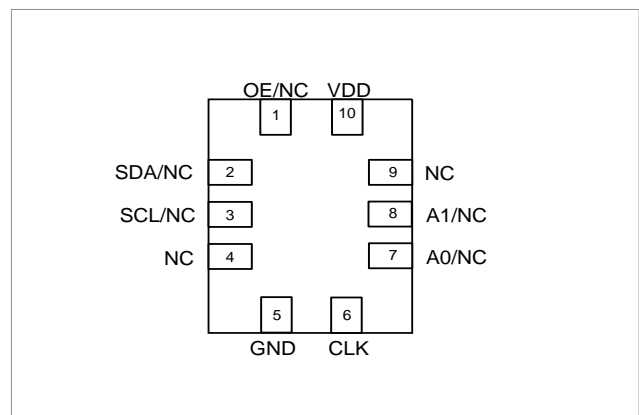 OE/NC VDD
1 10
SDA/NC 2 9 NC
SCL/NC 3 8 A1/NC
NC 4 7 A0/NC
5 6
GND CLK